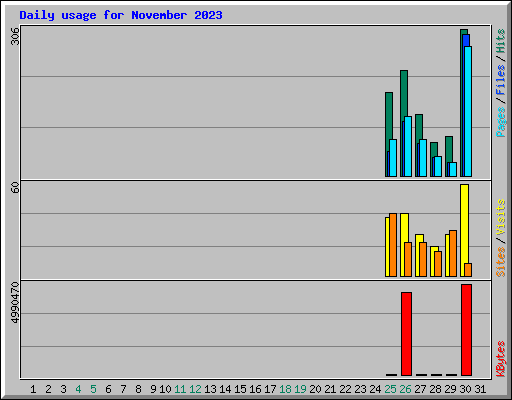 Daily usage for November 2023
306
Pages / Files / Hits
60
Sites / Visits
4990470
KBytes
1 2 3 4 5 6 7 8 9 10 11 12 13 14 15 16 17 18 19 20 21 22 23 24 25 26 27 28 29 30 31